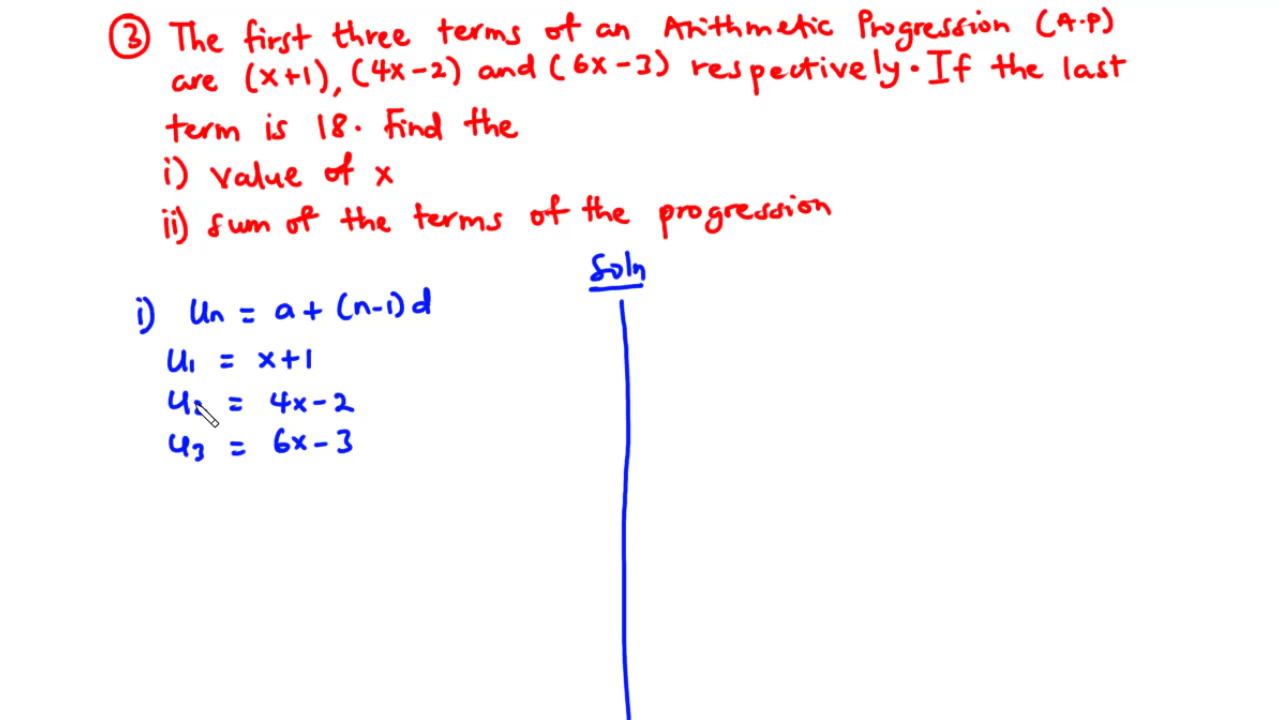 ③ The first three terms of an Arithmetic Progression (A.P)
are (x+1), (4x-2) and (6x-3) respectively. If the last
term is 18. Find the
i) value of x
ii) sum of the terms of the progression
Soln
i) Un = a + (n-1)d
U1 = x+1
U2 = 4x-2
U3 = 6x-3